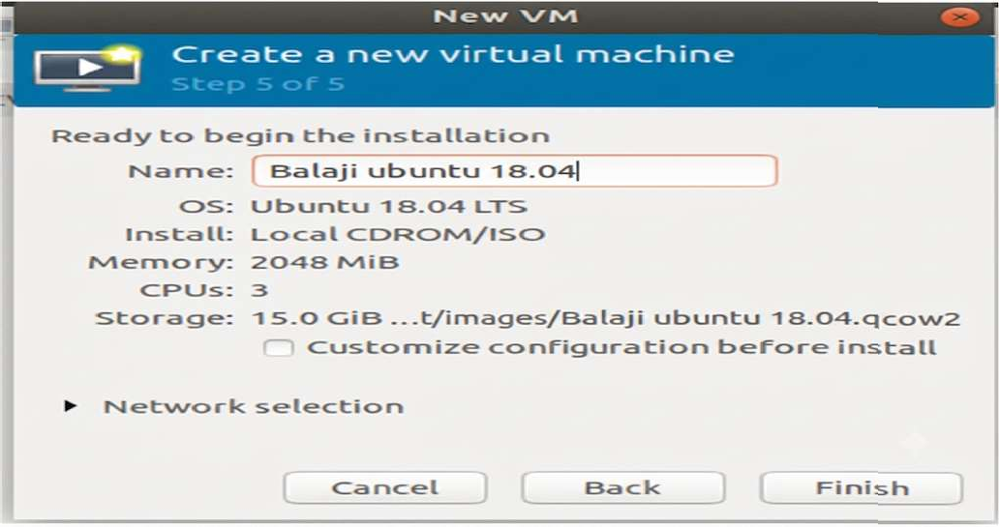 New VM
Create a new virtual machine
Step 5 of 5
Ready to begin the installation
Name: Balaji ubuntu 18.04
OS: Ubuntu 18.04 LTS
Install: Local CDROM/ISO
Memory: 2048 MiB
CPUs: 3
Storage: 15.0 GiB ...t/images/Balaji ubuntu 18.04.qcow2
Customize configuration before install
Network selection
Cancel Back Finish